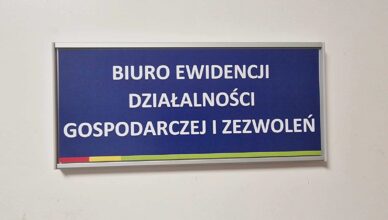 BIURO EWIDENCJI
DZIAŁALNOŚCI
GOSPODARCZEJ I ZEZWOLEŃ